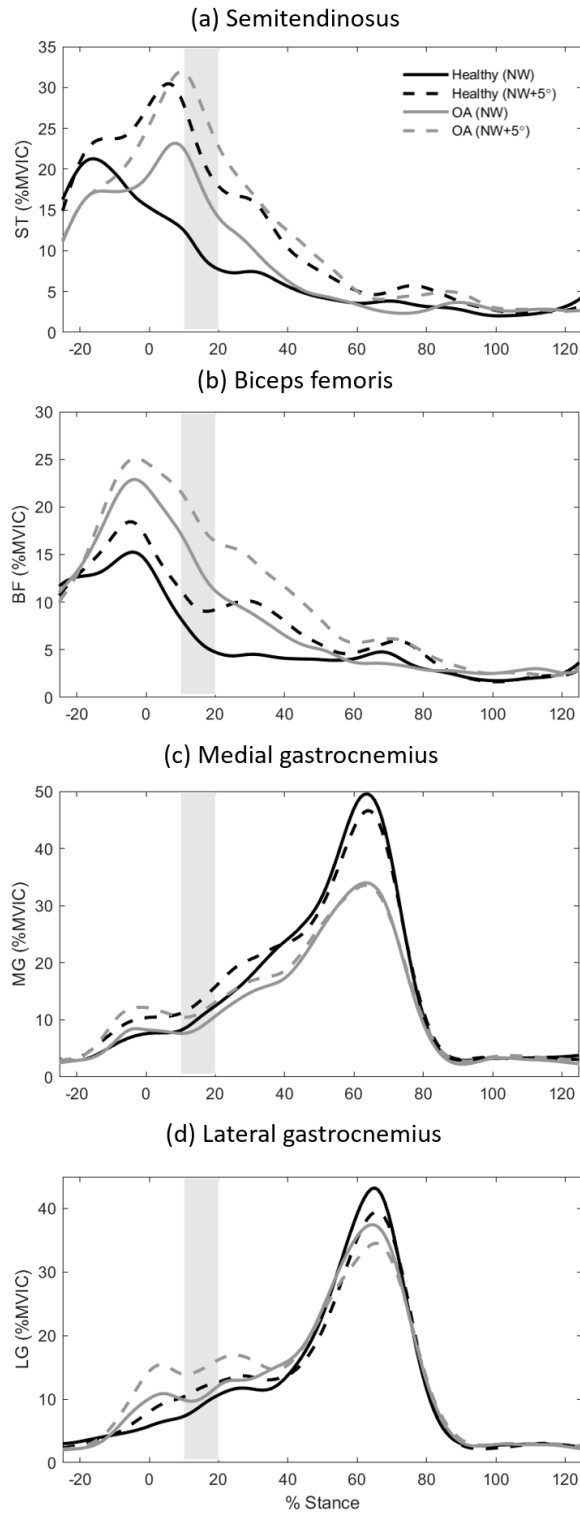 (a) Semitendinosus
35
30
25
20
15
10
5
0
ST (%MVIC)
Healthy (NW)
Healthy (NW+5°)
OA (NW)
OA (NW+5°)
-20 0 20 40 60 80 100 120
(b) Biceps femoris
30
25
20
15
10
5
0
BF (%MVIC)
-20 0 20 40 60 80 100 120
(c) Medial gastrocnemius
50
40
30
20
10
0
MG (%MVIC)
-20 0 20 40 60 80 100 120
(d) Lateral gastrocnemius
40
30
20
10
0
LG (%MVIC)
-20 0 20 40 60 80 100 120
% Stance